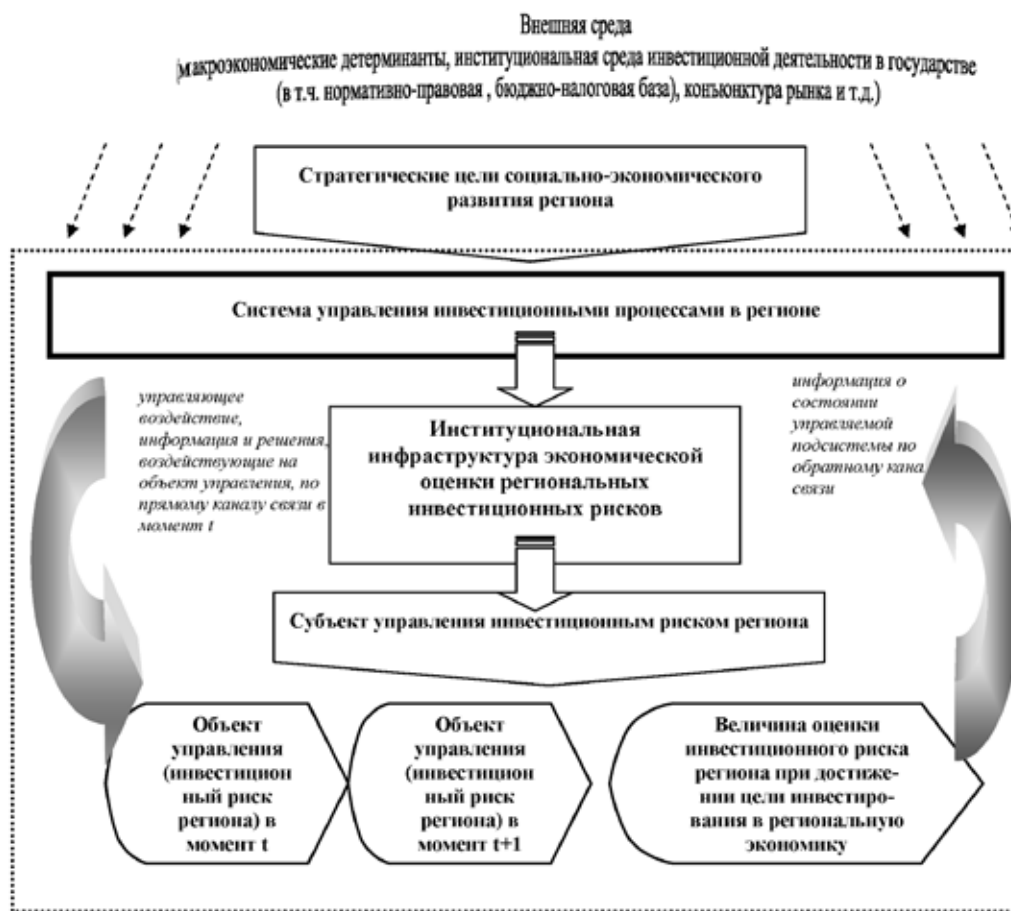 Внешняя среда
(макроэкономические детерминанты, институциональная среда инвестиционной деятельности в государстве
(в т.ч. нормативно-правовая , бюджно-налоговая база), конъюнктура рынка и т.д.)
Стратегические цели социально-экономического
развития региона
Система управления инвестиционными процессами в регионе
управляющее
воздействие,
информация и решения,
воздействующие на
объект управления, по
прямому каналу связи в
момент t
информация о
состоянии
управляемой
подсистемы по
обратному кана
связи
Институциональная
инфраструктура экономической
оценки региональных
инвестиционных рисков
Субъект управления инвестиционным риском региона
Объект
управления
(инвестицион
ный риск
региона) в
момент t
Объект
управления
(инвестицион
ный риск
региона) в
момент t+1
Величина оценки
инвестиционного риска
региона при достиже-
нии цели инвестиро-
вания в региональную
экономику